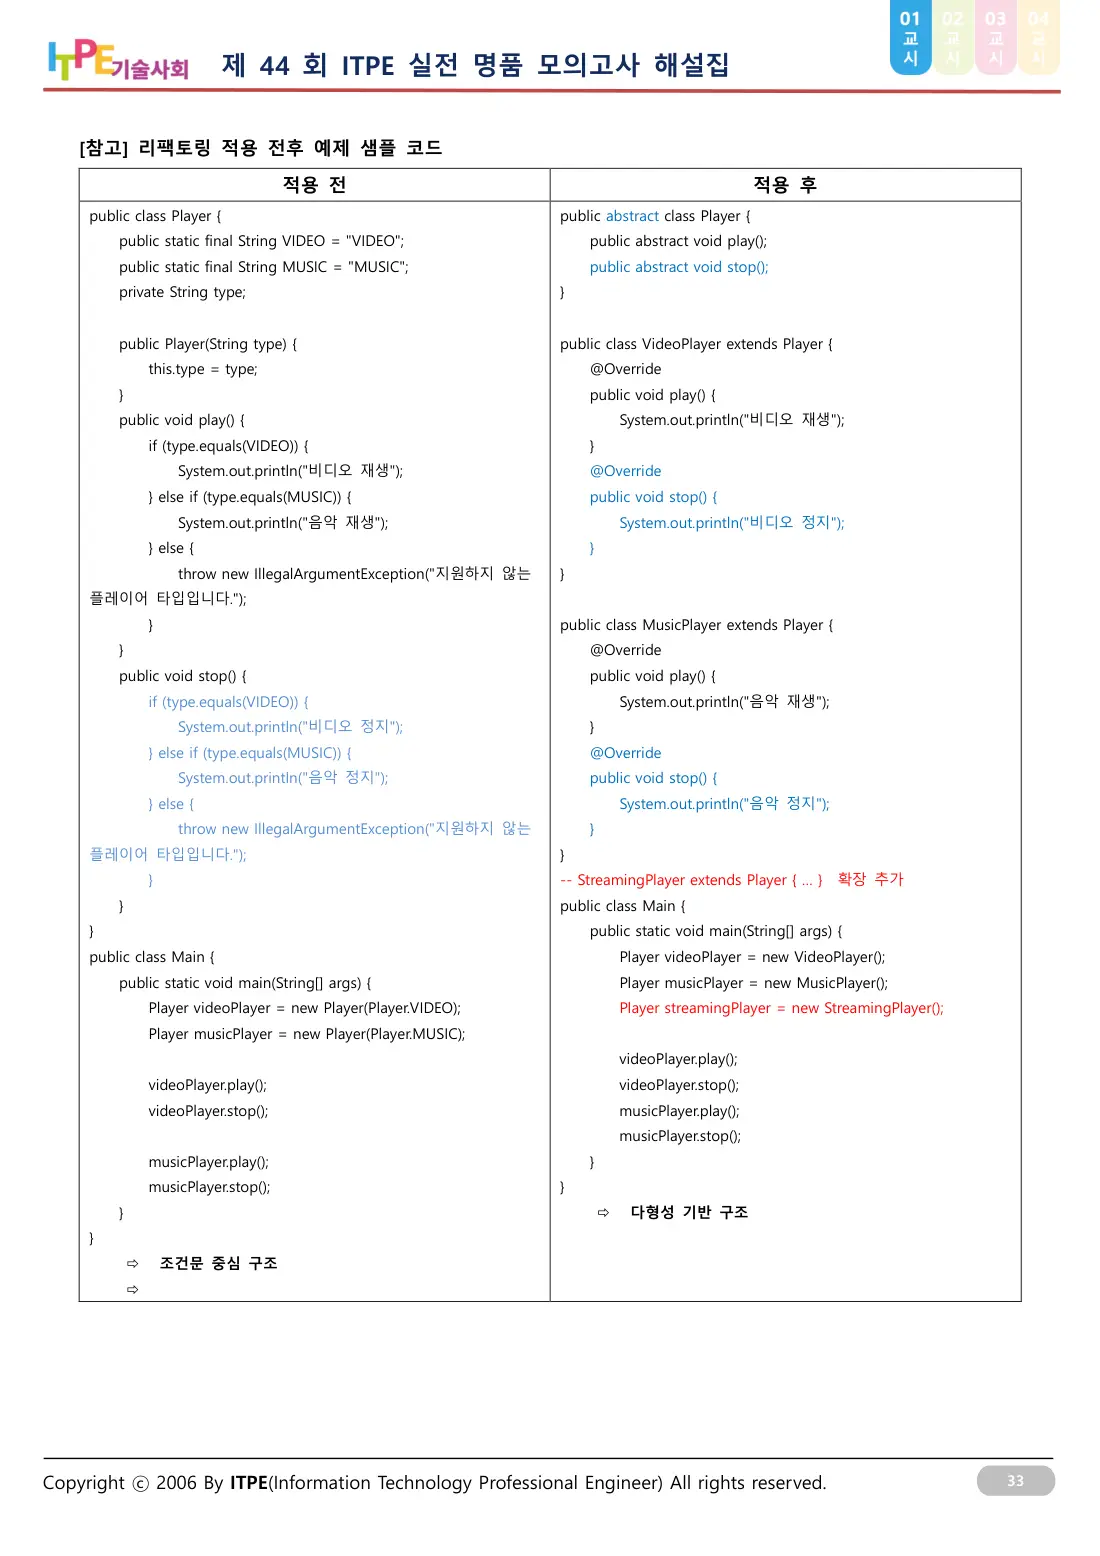 ITPE기술사회 제 44 회 ITPE 실전 명품 모의고사 해설집
01 교 시
02 교 시
03 교 시
04 교 시
[참고] 리팩토링 적용 전후 예제 샘플 코드
적용 전
public class Player {
public static final String VIDEO = "VIDEO";
public static final String MUSIC = "MUSIC";
private String type;
public Player(String type) {
this.type = type;
}
public void play() {
if (type.equals(VIDEO)) {
System.out.println("비디오 재생");
} else if (type.equals(MUSIC)) {
System.out.println("음악 재생");
} else {
throw new IllegalArgumentException("지원하지 않는
플레이어 타입입니다.");
}
}
public void stop() {
if (type.equals(VIDEO)) {
System.out.println("비디오 정지");
} else if (type.equals(MUSIC)) {
System.out.println("음악 정지");
} else {
throw new IllegalArgumentException("지원하지 않는
플레이어 타입입니다.");
}
}
}
public class Main {
public static void main(String[] args) {
Player videoPlayer = new Player(Player.VIDEO);
Player musicPlayer = new Player(Player.MUSIC);
videoPlayer.play();
videoPlayer.stop();
musicPlayer.play();
musicPlayer.stop();
}
}
⇨ 조건문 중심 구조
⇨
적용 후
public abstract class Player {
public abstract void play();
public abstract void stop();
}
public class VideoPlayer extends Player {
@Override
public void play() {
System.out.println("비디오 재생");
}
@Override
public void stop() {
System.out.println("비디오 정지");
}
}
public class MusicPlayer extends Player {
@Override
public void play() {
System.out.println("음악 재생");
}
@Override
public void stop() {
System.out.println("음악 정지");
}
}
-- StreamingPlayer extends Player { ... } 확장 추가
public class Main {
public static void main(String[] args) {
Player videoPlayer = new VideoPlayer();
Player musicPlayer = new MusicPlayer();
Player streamingPlayer = new StreamingPlayer();
videoPlayer.play();
videoPlayer.stop();
musicPlayer.play();
musicPlayer.stop();
}
}
⇨ 다형성 기반 구조
Copyright ⓒ 2006 By ITPE(Information Technology Professional Engineer) All rights reserved.
33